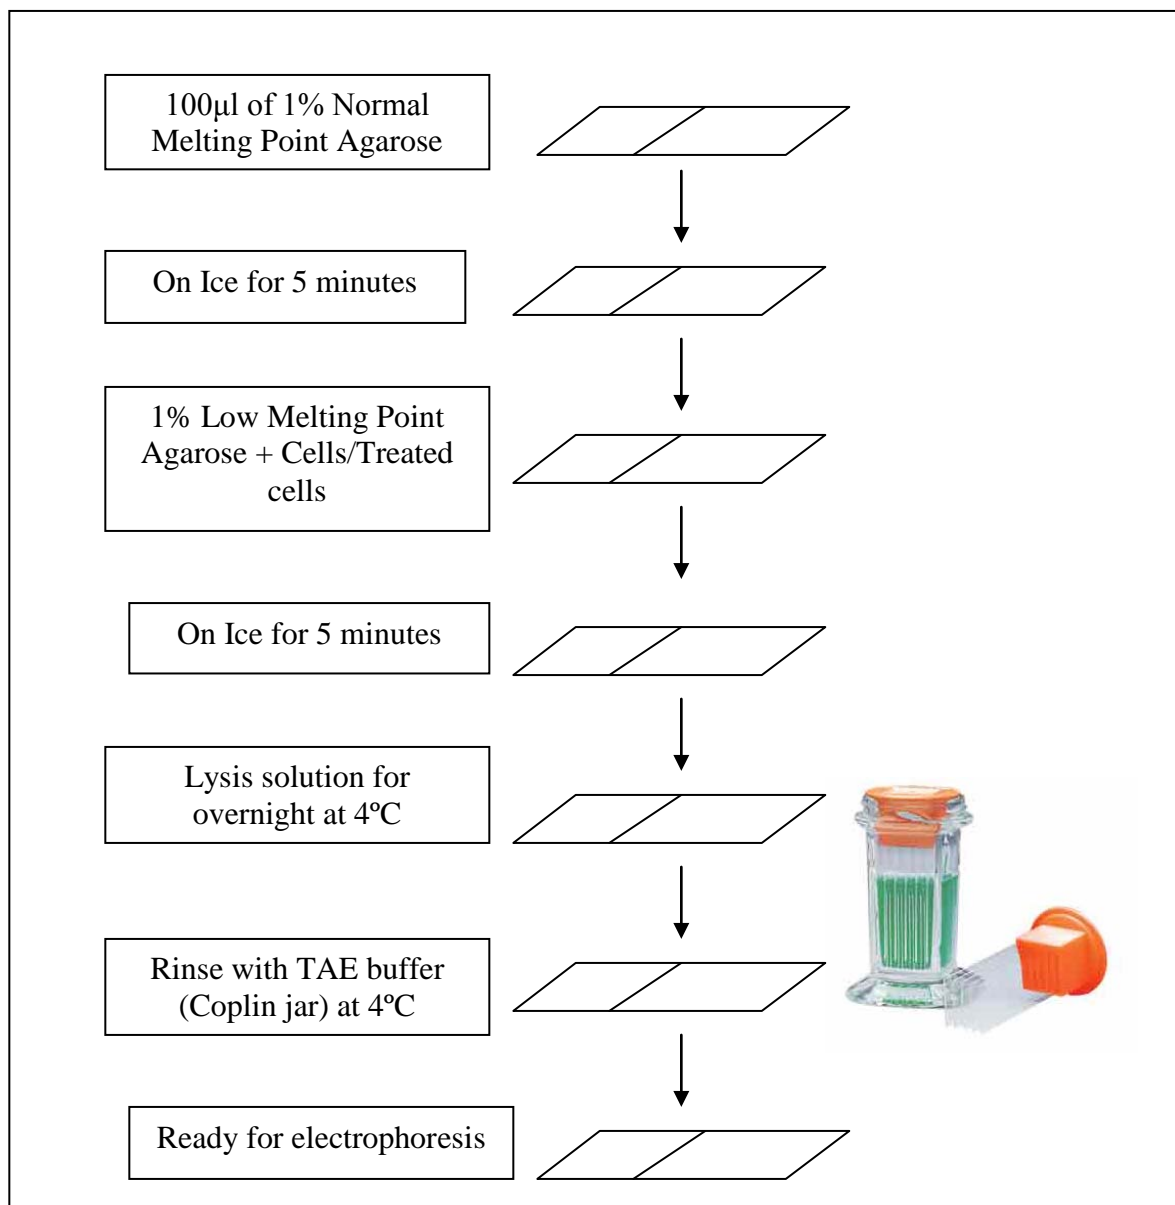 100μl of 1% Normal
Melting Point Agarose
On Ice for 5 minutes
1% Low Melting Point
Agarose + Cells/Treated
cells
On Ice for 5 minutes
Lysis solution for
overnight at 4ºC
Rinse with TAE buffer
(Coplin jar) at 4ºC
Ready for electrophoresis